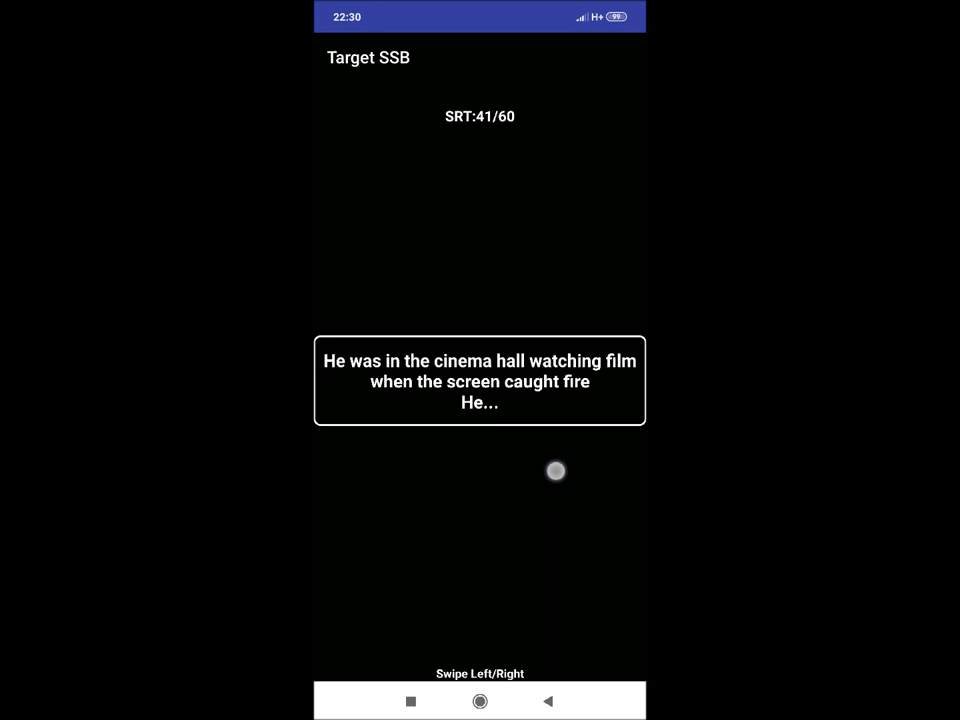 22:30
H+ 99
Target SSB
SRT:41/60
He was in the cinema hall watching film
when the screen caught fire
He...
Swipe Left/Right